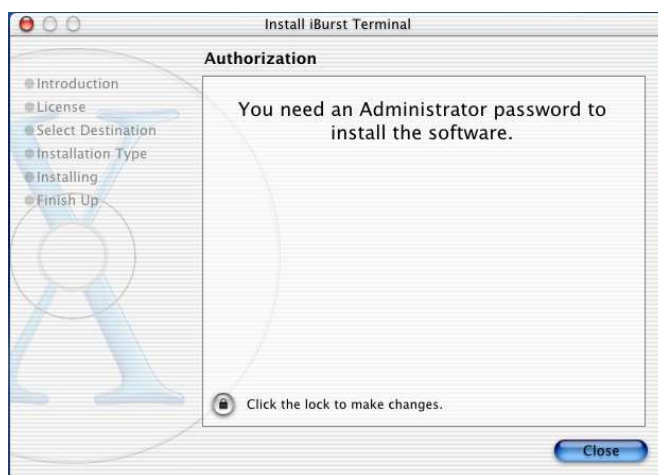 Install iBurst Terminal
Authorization
Introduction
License
Select Destination
Installation Type
Installing
Finish Up
You need an Administrator password to
install the software.
Click the lock to make changes.
Close